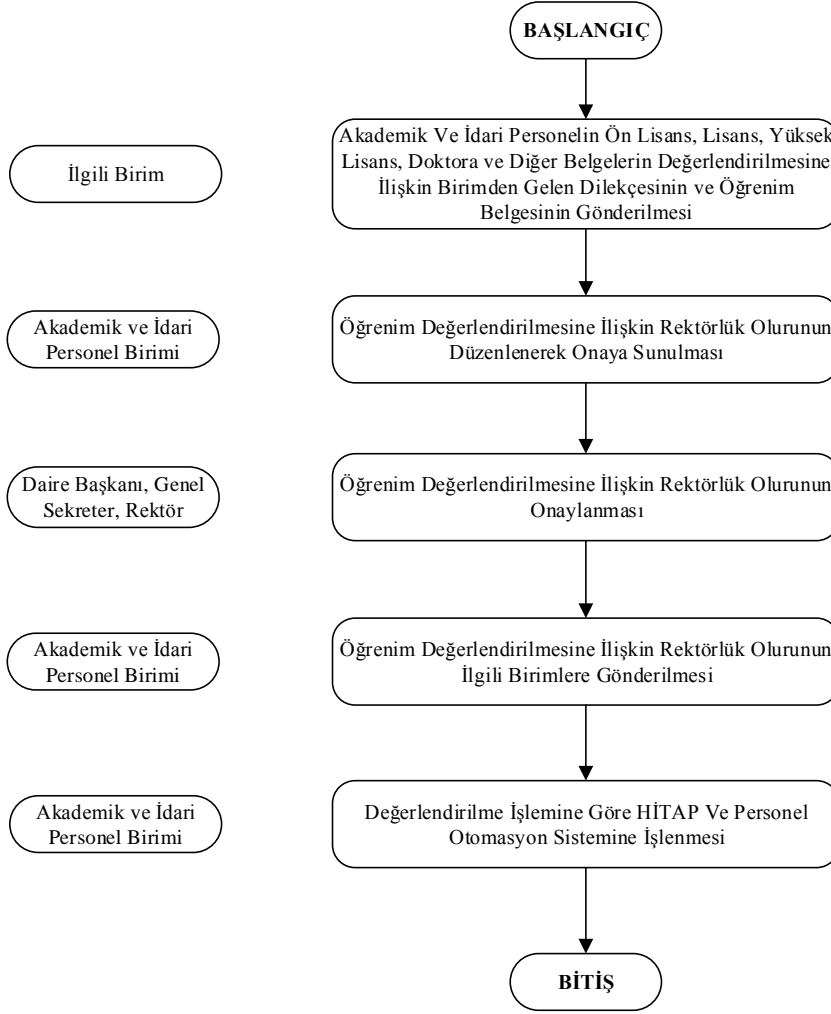 BAŞLANGIÇ
İlgili Birim
Akademik Ve İdari Personelin Ön Lisans, Lisans, Yüksek
Lisans, Doktora ve Diğer Belgelerin Değerlendirilmesine
İlişkin Birimden Gelen Dilekçesinin ve Öğrenim
Belgesinin Gönderilmesi
Akademik ve İdari
Personel Birimi
Öğrenim Değerlendirilmesine İlişkin Rektörlük Olurunun
Düzenlenerek Onaya Sunulması
Daire Başkanı, Genel
Sekreter, Rektör
Öğrenim Değerlendirilmesine İlişkin Rektörlük Olurunun
Onaylanması
Akademik ve İdari
Personel Birimi
Öğrenim Değerlendirilmesine İlişkin Rektörlük Olurunun
İlgili Birimlere Gönderilmesi
Akademik ve İdari
Personel Birimi
Değerlendirilme İşlemine Göre HİTAP Ve Personel
Otomasyon Sistemine İşlenmesi
BİTİŞ